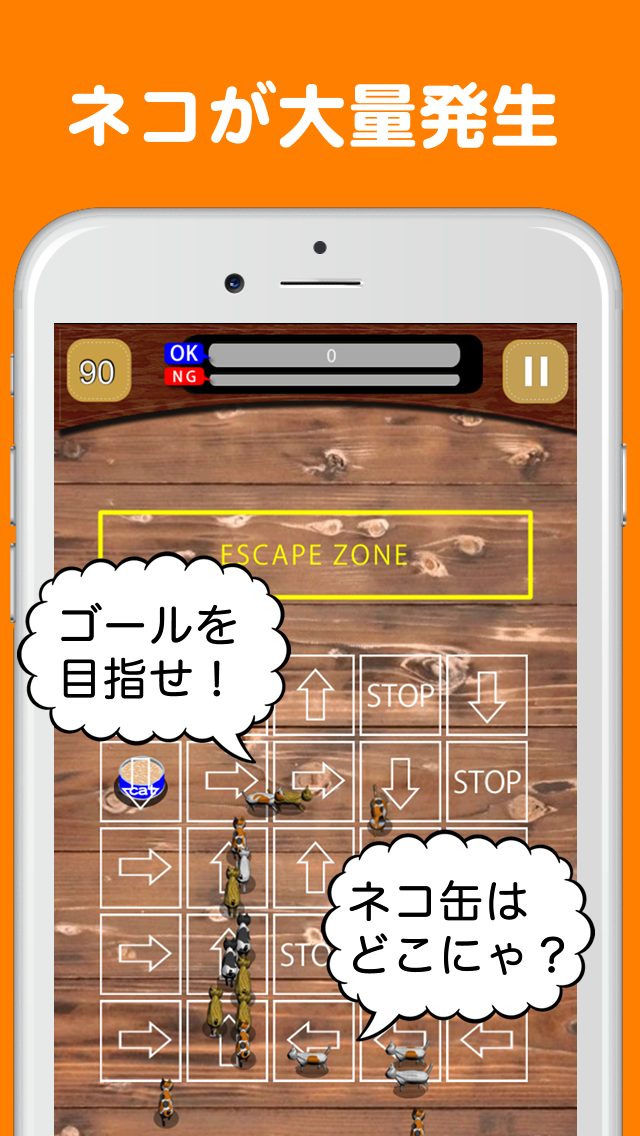 ネコが大量発生
90
OK
0
NG
ESCAPE ZONE
ゴールを
目指せ！
STOP
cat
STOP
ネコ缶は
どこにゃ？
STO